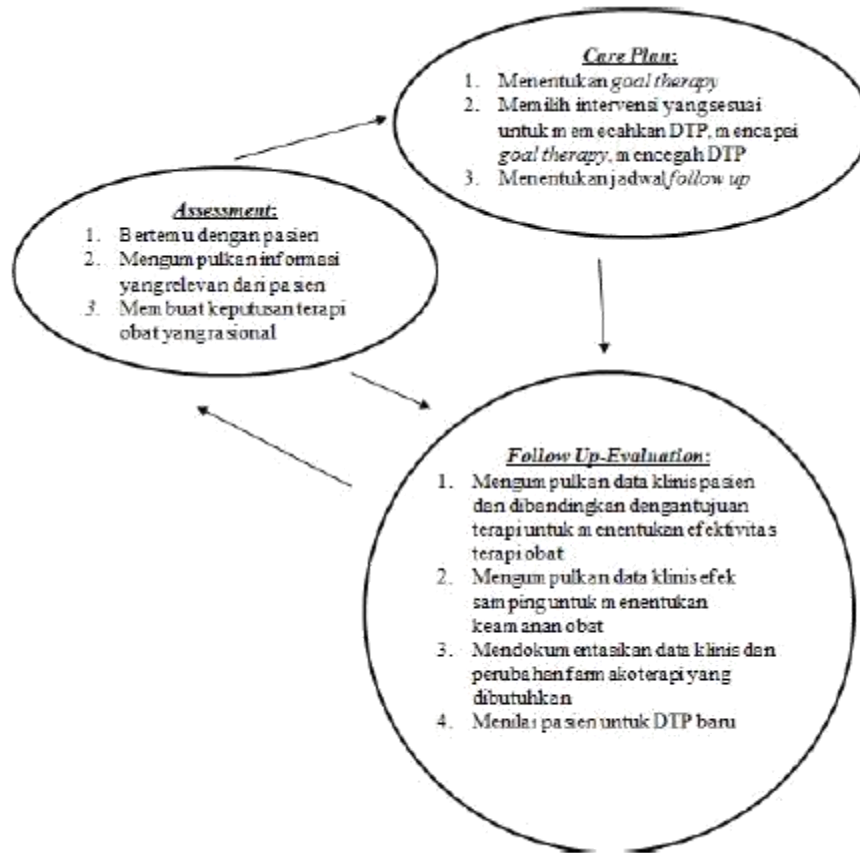 Care Plan:
1. Menentukan goal therapy
2. Memilih intervensi yang sesuai
untuk memecahkan DTP, mencapai
goal therapy, mencegah DTP
3. Menentukan jadwal follow up
Assessment:
1. Bertemu dengan pasien
2. Mengumpulkan informasi
yang relevan dari pasien
3. Membuat keputusan terapi
obat yang rasional
Follow Up-Evaluation:
1. Mengumpulkan data klinis pasien
dan dibandingkan dengan tujuan
terapi untuk menentukan efektivitas
terapi obat
2. Mengumpulkan data klinis efek
samping untuk menentukan
keamanan obat
3. Mendokumentasikan data klinis dan
perubahan farmakoterapi yang
dibutuhkan
4. Menilai pasien untuk DTP baru